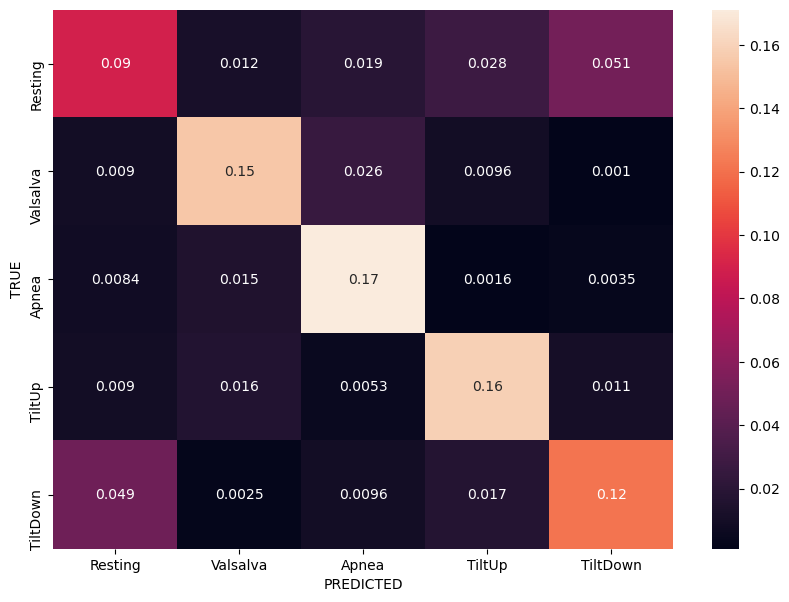 Resting 0.09 0.012 0.019 0.028 0.051
Valsalva 0.009 0.15 0.026 0.0096 0.001
Apnea 0.0084 0.015 0.17 0.0016 0.0035
TiltUp 0.009 0.016 0.0053 0.16 0.011
TiltDown 0.049 0.0025 0.0096 0.017 0.12
TRUE
Resting Valsalva Apnea TiltUp TiltDown
PREDICTED
0.16
0.14
0.12
0.10
0.08
0.06
0.04
0.02